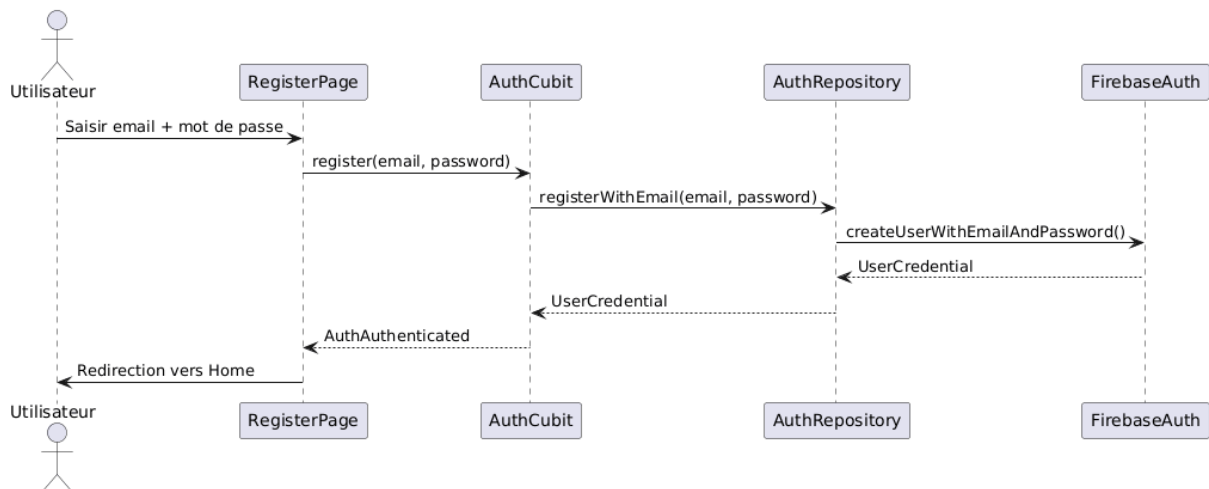 Utilisateur
RegisterPage
AuthCubit
AuthRepository
FirebaseAuth
Saisir email + mot de passe
register(email, password)
registerWithEmail(email, password)
createUserWithEmailAndPassword()
UserCredential
UserCredential
AuthAuthenticated
Redirection vers Home
Utilisateur
RegisterPage
AuthCubit
AuthRepository
FirebaseAuth